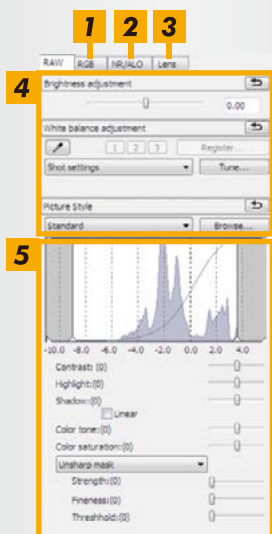 1 2 3
RAW RGB NR/ALO Lens
4
Brightness adjustment
0.00
White balance adjustment
1 2 3 Register...
Shot settings Tune...
Picture Style
Standard Browse...
5
-10.0 -8.0 -6.0 -4.0 -2.0 0.0 2.0 4.0
Contrast: (0)
Highlight:(0)
Shadow:(0)
Linear
Color tone:(0)
Color saturation:(0)
Unsharp mask
Strength:(0)
Fineness:(0)
Threshhold:(0)